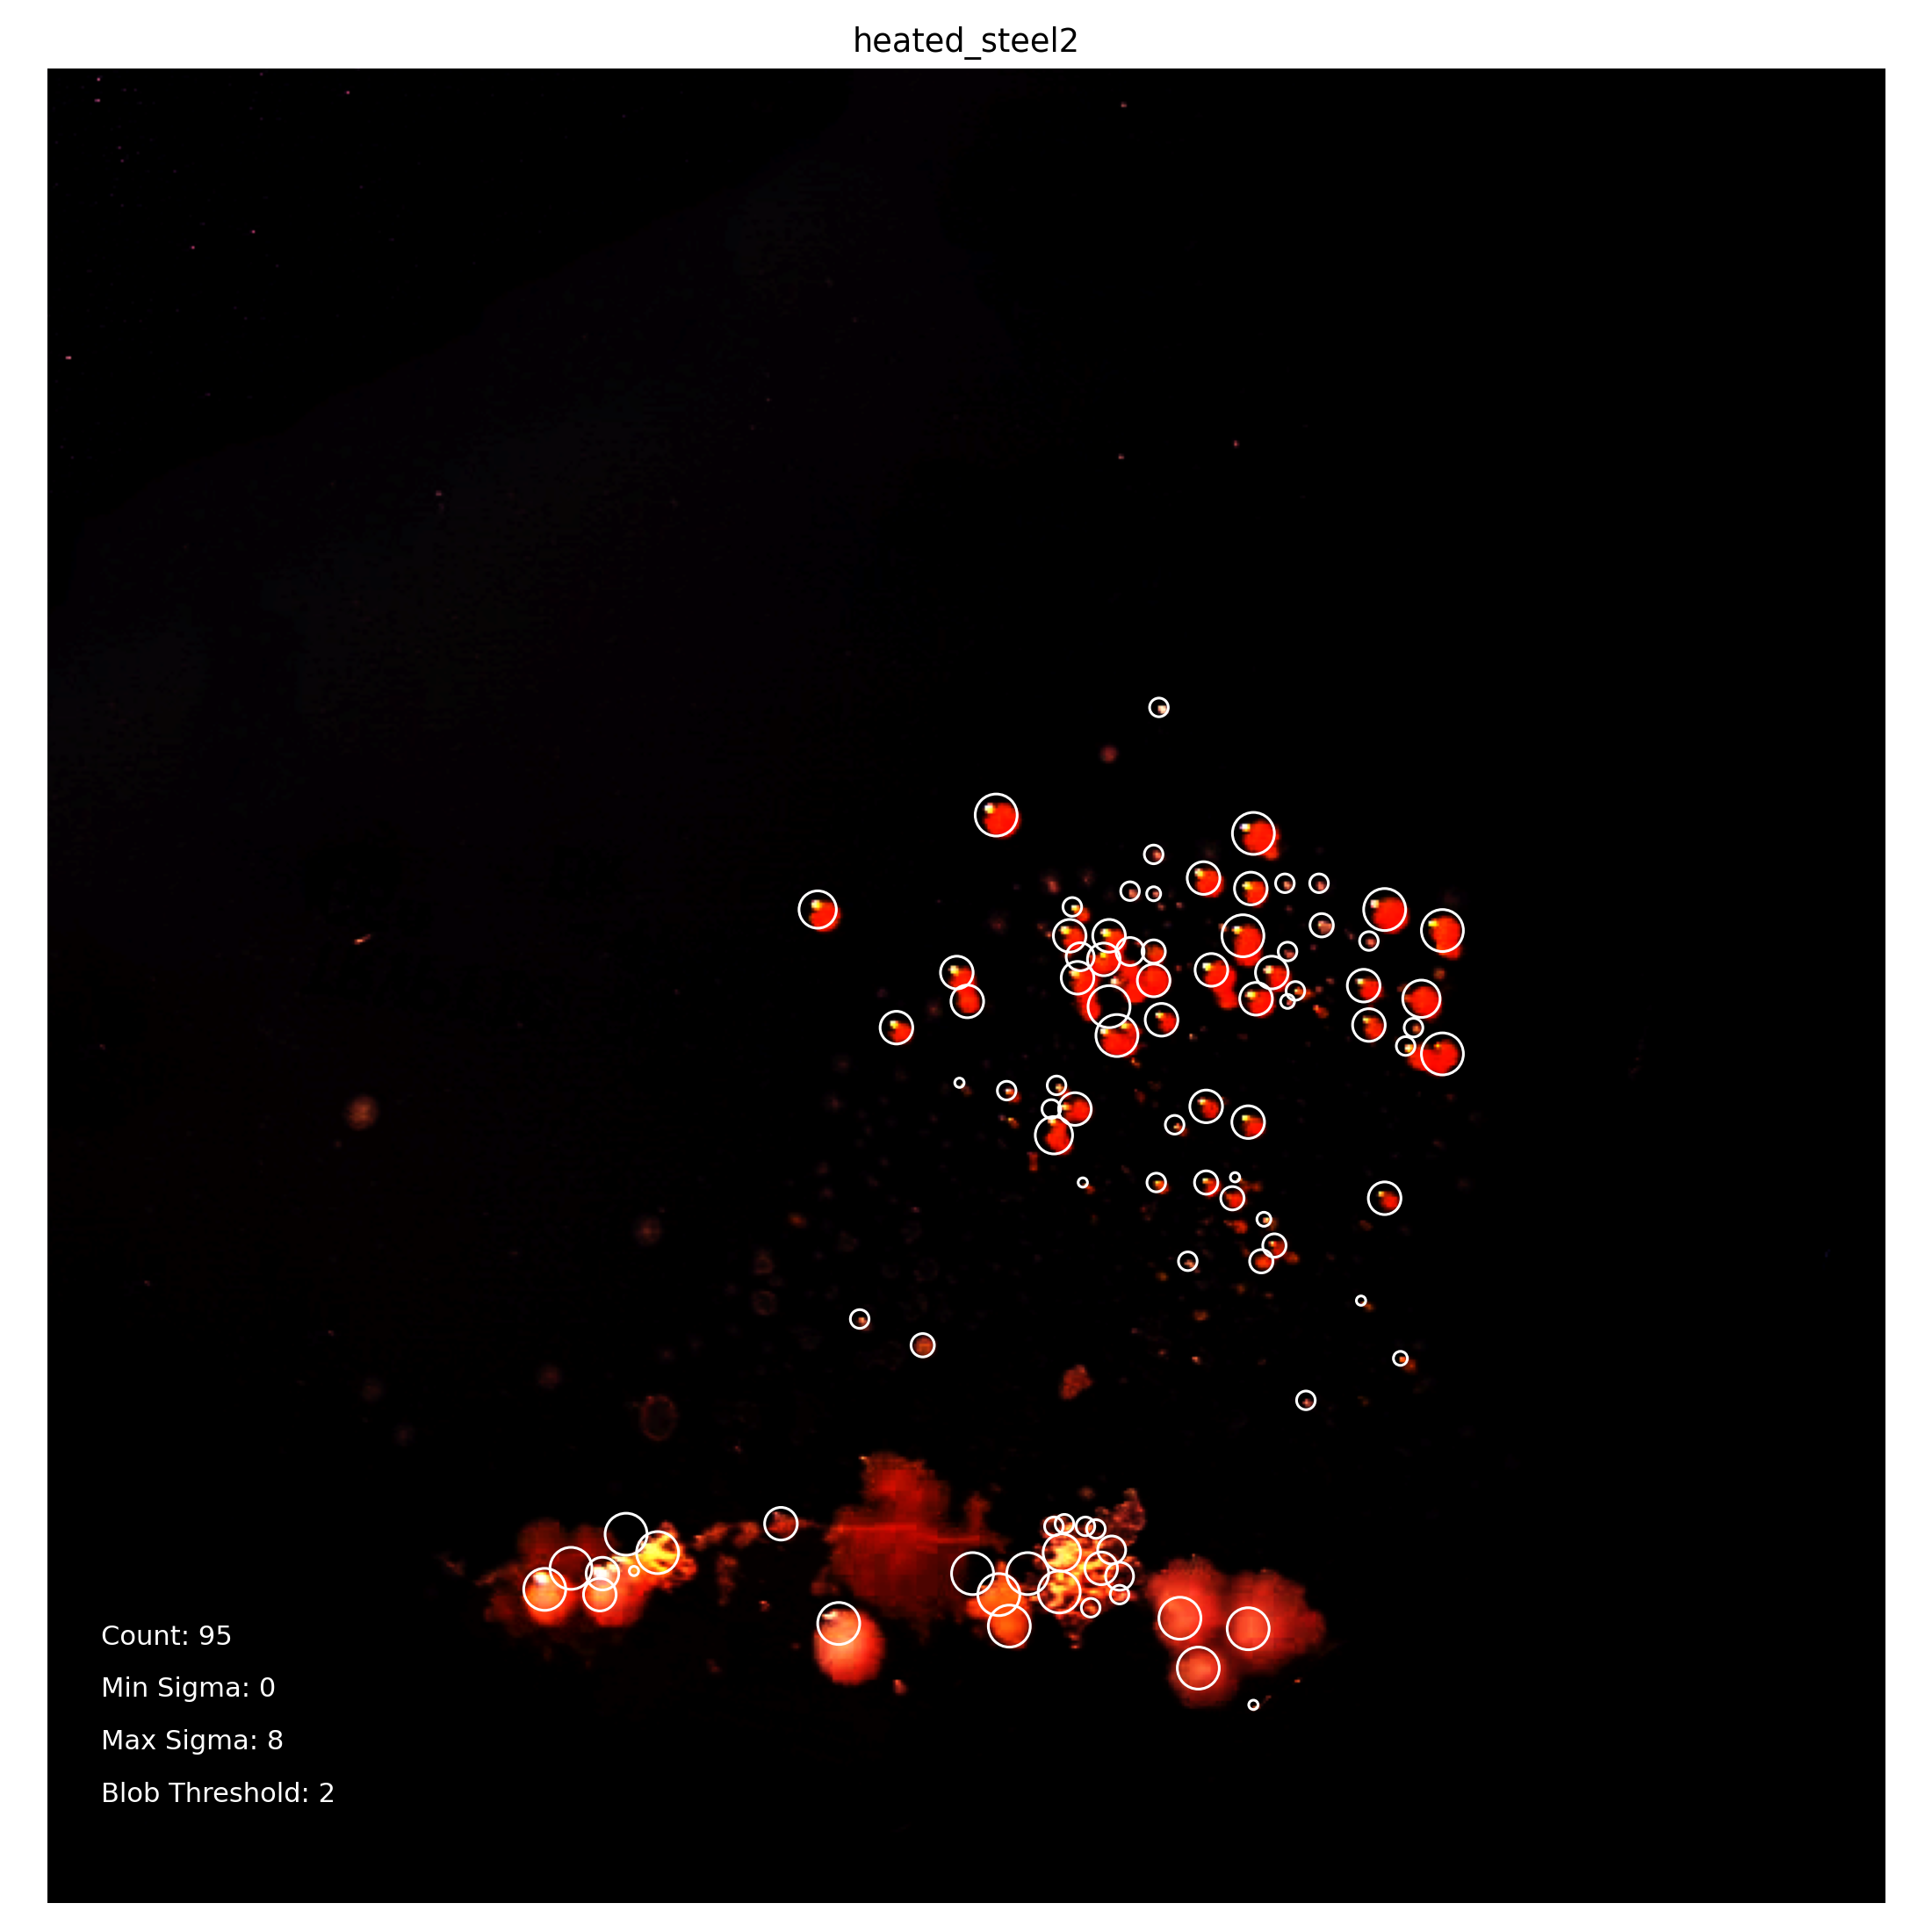 heated_steel2
Count: 95
Min Sigma: 0
Max Sigma: 8
Blob Threshold: 2